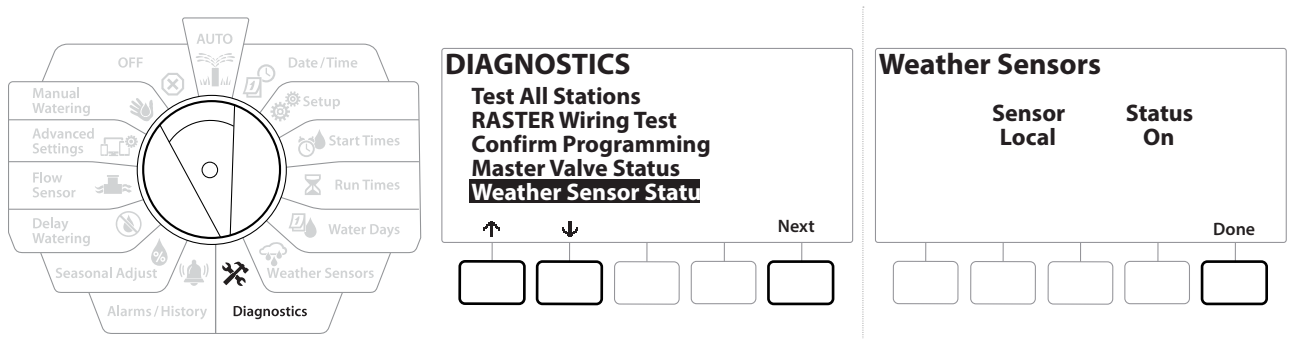 AUTO
OFF
Date / Time
Manual
Watering
Setup
Advanced
Settings
Start Times
Flow
Sensor
Run Times
Delay
Watering
Water Days
%
Seasonal Adjust
Weather Sensors
Alarms / History
Diagnostics
DIAGNOSTICS
Test All Stations
RASTER Wiring Test
Confirm Programming
Master Valve Status
Weather Sensor Statu
Next
Weather Sensors
Sensor Status
Local On
Done